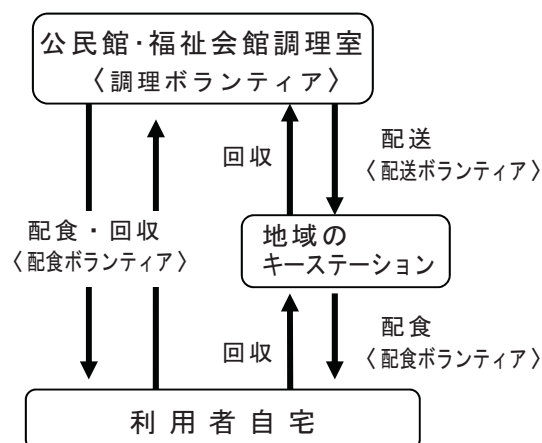 公民館･福祉会館調理室
〈調理ボランティア〉
配送
〈配送ボランティア〉
回収
配食・回収
〈配食ボランティア〉
地域の
キーステーション
配食
〈配食ボランティア〉
回収
利用者自宅